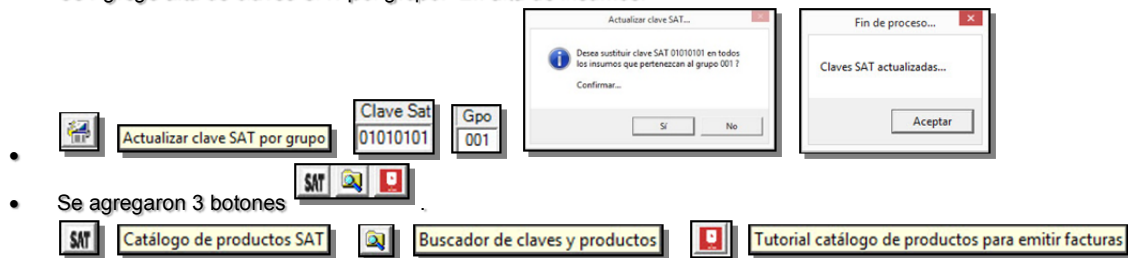 Actualizar clave SAT...
Desea sustituir clave SAT 01010101 en todos
los insumos que pertenezcan al grupo 001 ?
Confirmar...
Sí No
Fin de proceso...
Claves SAT actualizadas...
Aceptar
Actualizar clave SAT por grupo
Clave Sat
01010101
Gpo
001
• Se agregaron 3 botones SAT .
SAT Catálogo de productos SAT Buscador de claves y productos Tutorial catálogo de productos para emitir facturas